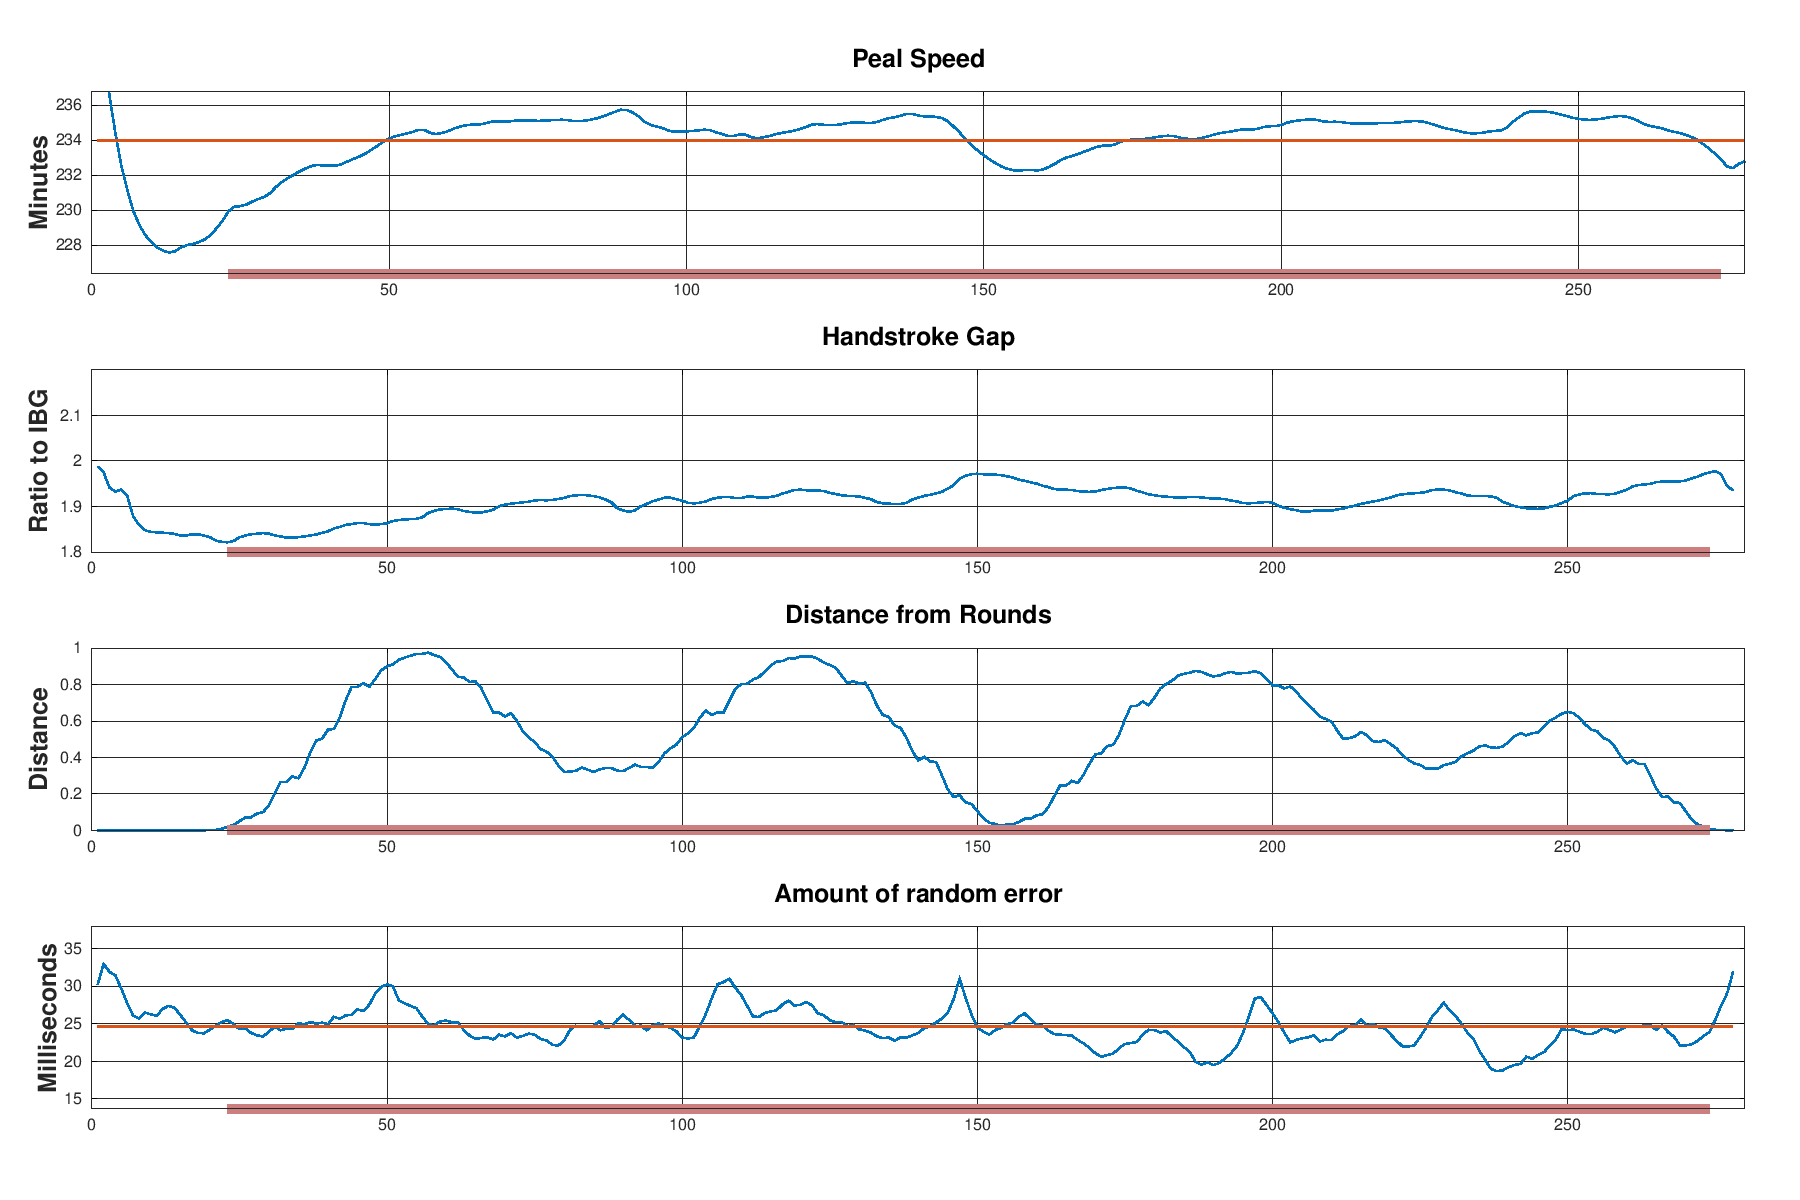 Peal Speed
Minutes
236
234
232
230
228
0 50 100 150 200 250
Handstroke Gap
Ratio to IBG
2.1
2
1.9
1.8
0 50 100 150 200 250
Distance from Rounds
Distance
1
0.8
0.6
0.4
0.2
0
0 50 100 150 200 250
Amount of random error
Milliseconds
35
30
25
20
15
0 50 100 150 200 250